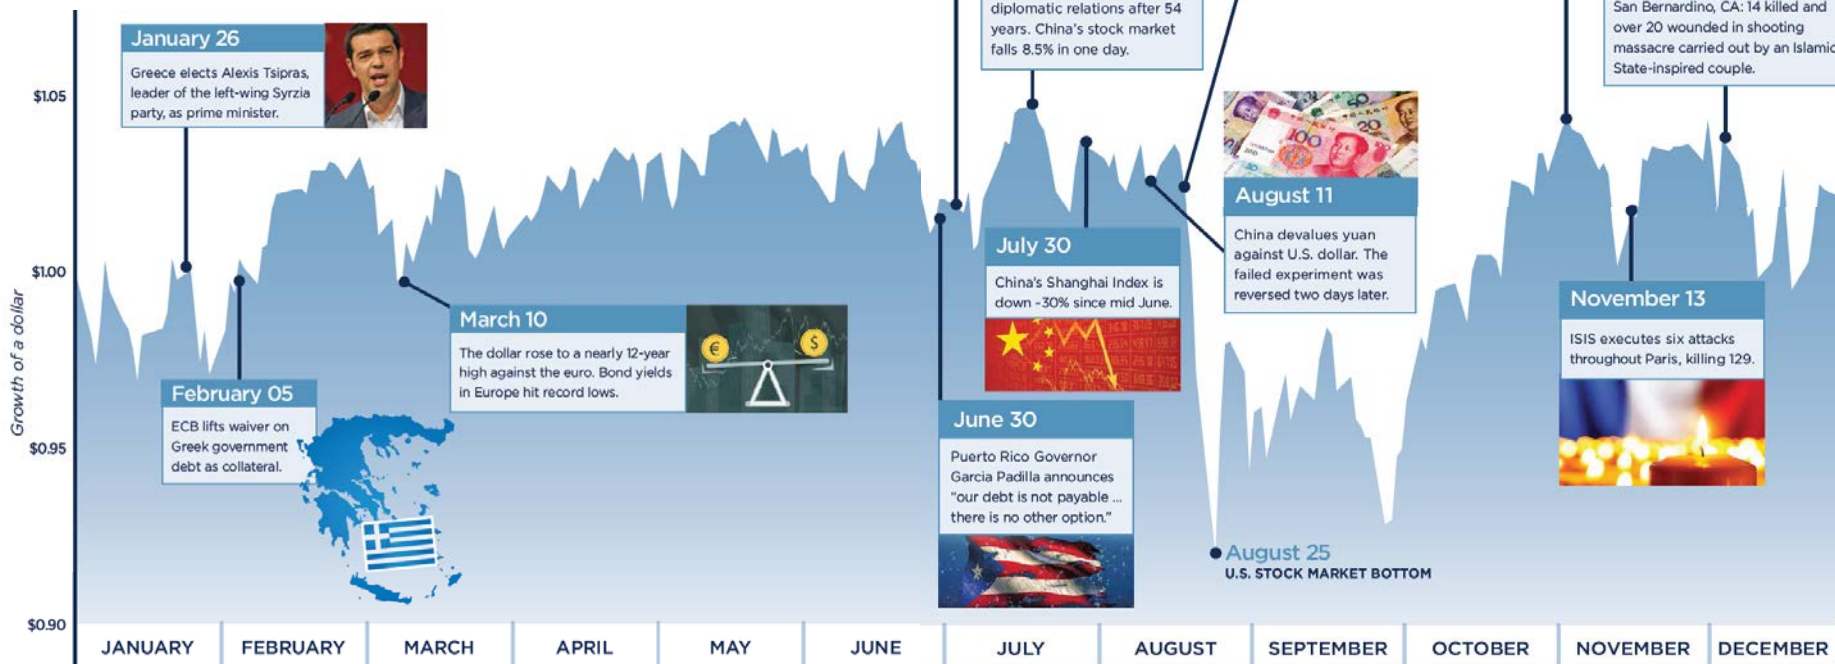 diplomatic relations after 54
years. China's stock market
falls 8.5% in one day.
San Bernardino, CA: 14 killed and
over 20 wounded in shooting
massacre carried out by an Islamic
State-inspired couple.
January 26
Greece elects Alexis Tsipras,
leader of the left-wing Syrzia
party, as prime minister.
$1.05
$1.00
$0.95
$0.90
Growth of a dollar
February 05
ECB lifts waiver on
Greek government
debt as collateral.
March 10
The dollar rose to a nearly 12-year
high against the euro. Bond yields
in Europe hit record lows.
€
$
June 30
Puerto Rico Governor
Garcia Padilla announces
"our debt is not payable ...
there is no other option."
July 30
China's Shanghai Index is
down ~30% since mid June.
50
20
100
100
August 11
China devalues yuan
against U.S. dollar. The
failed experiment was
reversed two days later.
August 25
U.S. STOCK MARKET BOTTOM
November 13
ISIS executes six attacks
throughout Paris, killing 129.
JANUARY
FEBRUARY
MARCH
APRIL
MAY
JUNE
JULY
AUGUST
SEPTEMBER
OCTOBER
NOVEMBER
DECEMBER